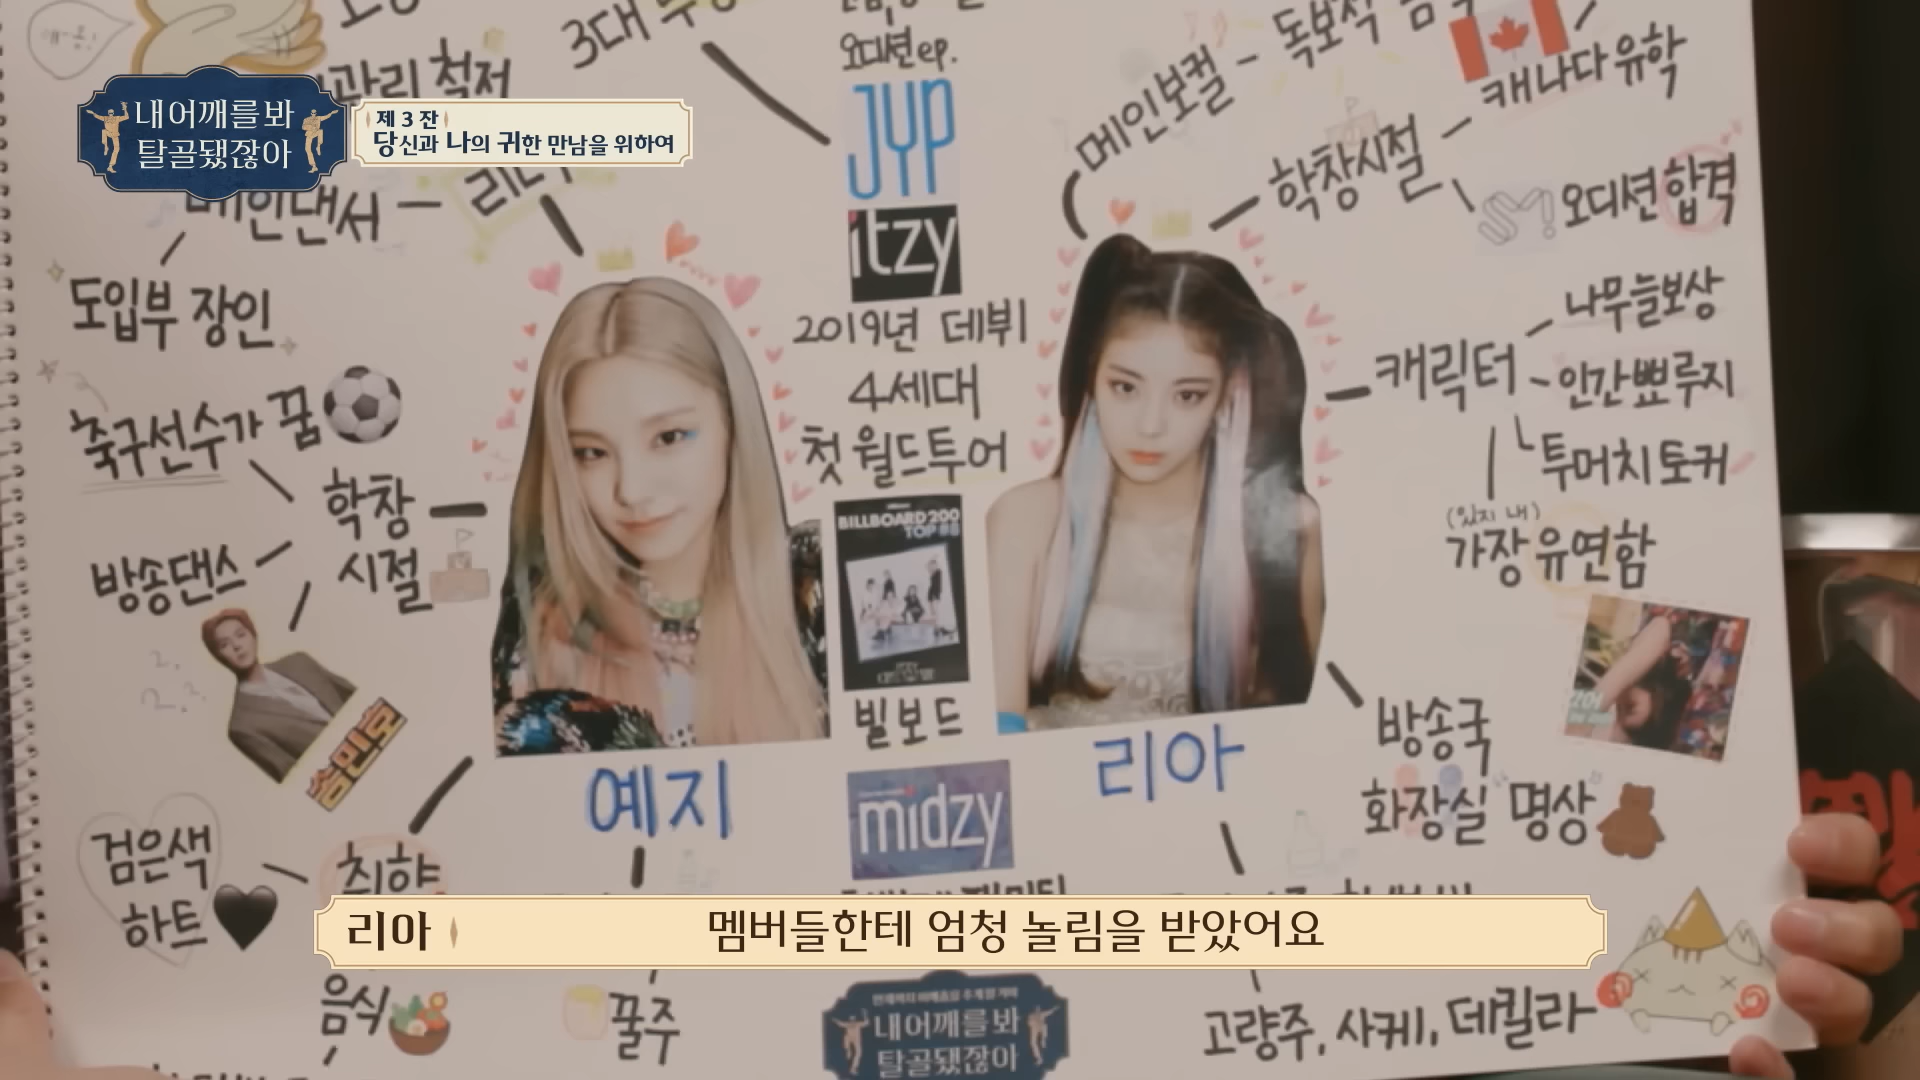 내 어깨를 봐
탈골됐잖아
제 3 잔
당신과 나의 귀한 만남을 위하여
관리 철저
3대
오디션 ep.
JYP
itzy
2019년 데뷔
4세대
첫 월드투어
BILLBOARD 200
TOP #8
빌보드
midzy
메인댄서
리더
도입부 장인
축구선수가 꿈
학창
시절
방송댄스
송민호
검은색
하트
취향
음식
꿀주
예지
리아
메인보컬 - 독보적
캐나다 유학
학창시절
SM!
오디션 합격
캐릭터
나무늘보상
인간뾰루지
투머치토커
(있지 내)
가장 유연함
방송국
화장실 "명상"
고량주, 사케, 데킬라
리아
멤버들한테 엄청 놀림을 받았어요
내 어깨를 봐
탈골됐잖아